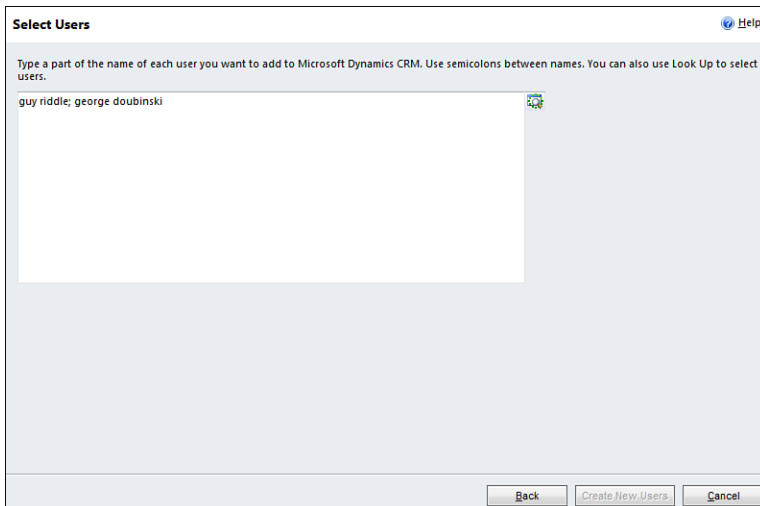 Select Users
Help
Type a part of the name of each user you want to add to Microsoft Dynamics CRM. Use semicolons between names. You can also use Look Up to select
users.
guy riddle; george doubinski
Back
Create New Users
Cancel